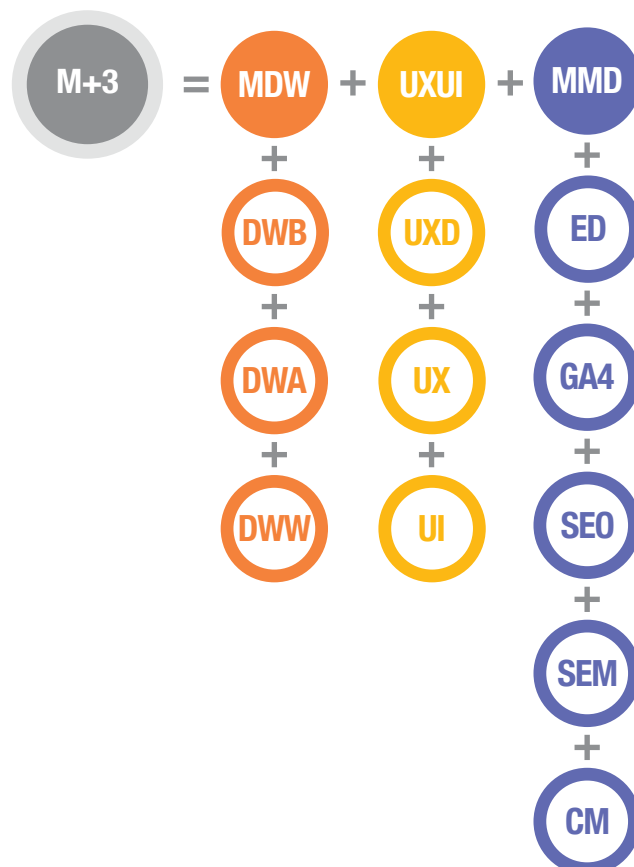 M+3 = MDW + UXUI + MMD
+ + +
DWB UXD ED
+ + +
DWA UX GA4
+ + +
DWW UI SEO
+
SEM
+
CM